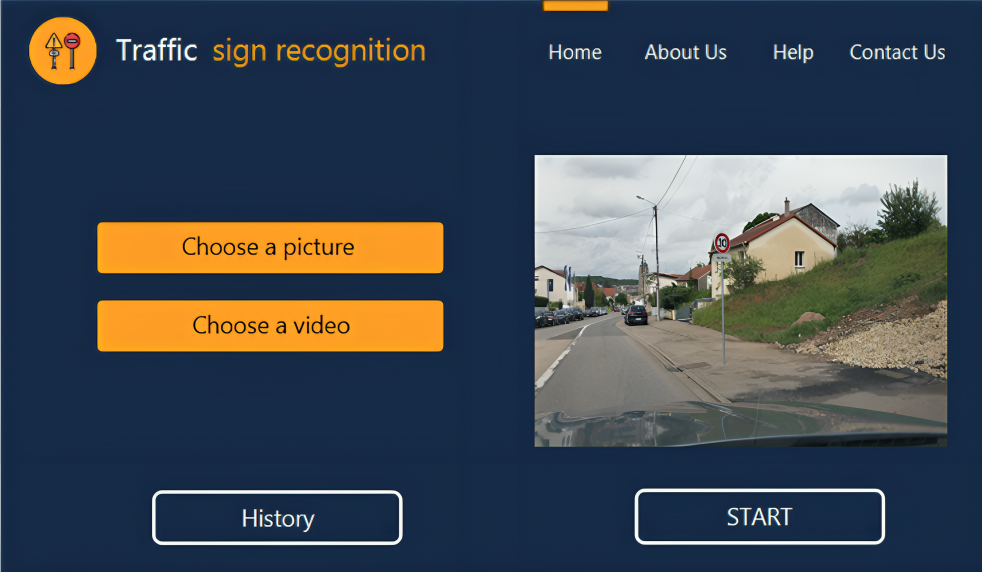 Traffic sign recognition
Home About Us Help Contact Us
Choose a picture
Choose a video
10
History
START